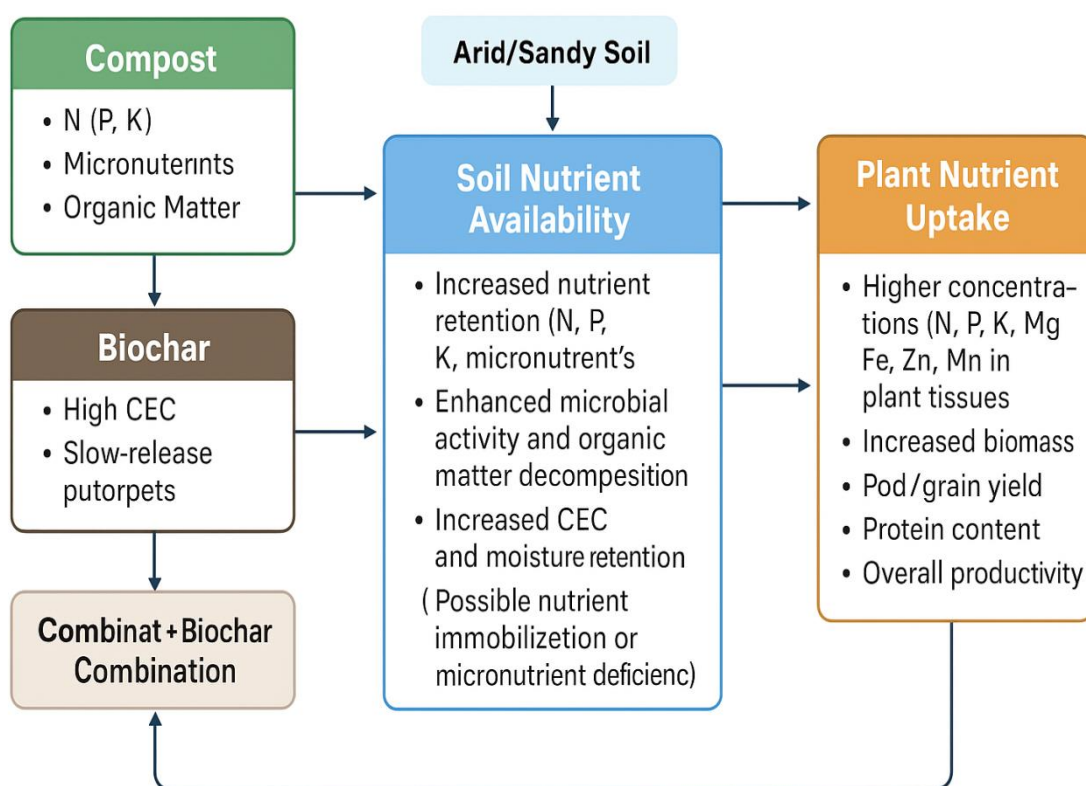 Compost
• N (P, K)
• Micronuternts
• Organic Matter
Biochar
• High CEC
• Slow-release
putorpets
Combinat + Biochar
Combination
Arid/Sandy Soil
Soil Nutrient
Availability
• Increased nutrient
retention (N, P,
K, micronutrent's
• Enhanced microbial
activity and organic
matter decompesition
• Increased CEC
and moisture retention
( Possible nutrient
immobilizetion or
micronutrient deficienc)
Plant Nutrient
Uptake
• Higher concentra-
tions (N, P, K, Mg
Fe, Zn, Mn in
plant tissues
• Increased biomass
• Pod/grain yield
• Protein content
• Overall productivity